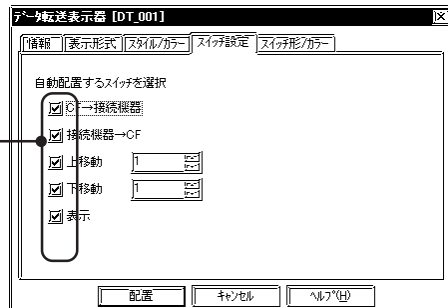 ﾃﾞｰﾀ転送表示器 [DT_001]
情報 表示形式 ｽﾀｲﾙ/ｶﾗｰ ｽｲｯﾁ設定 ｽｲｯﾁ形/ｶﾗｰ
自動配置するｽｲｯﾁを選択
CF→接続機器
接続機器→CF
上移動 1
下移動 1
表示
配置 ｷｬﾝｾﾙ ﾍﾙﾌﾟ(H)